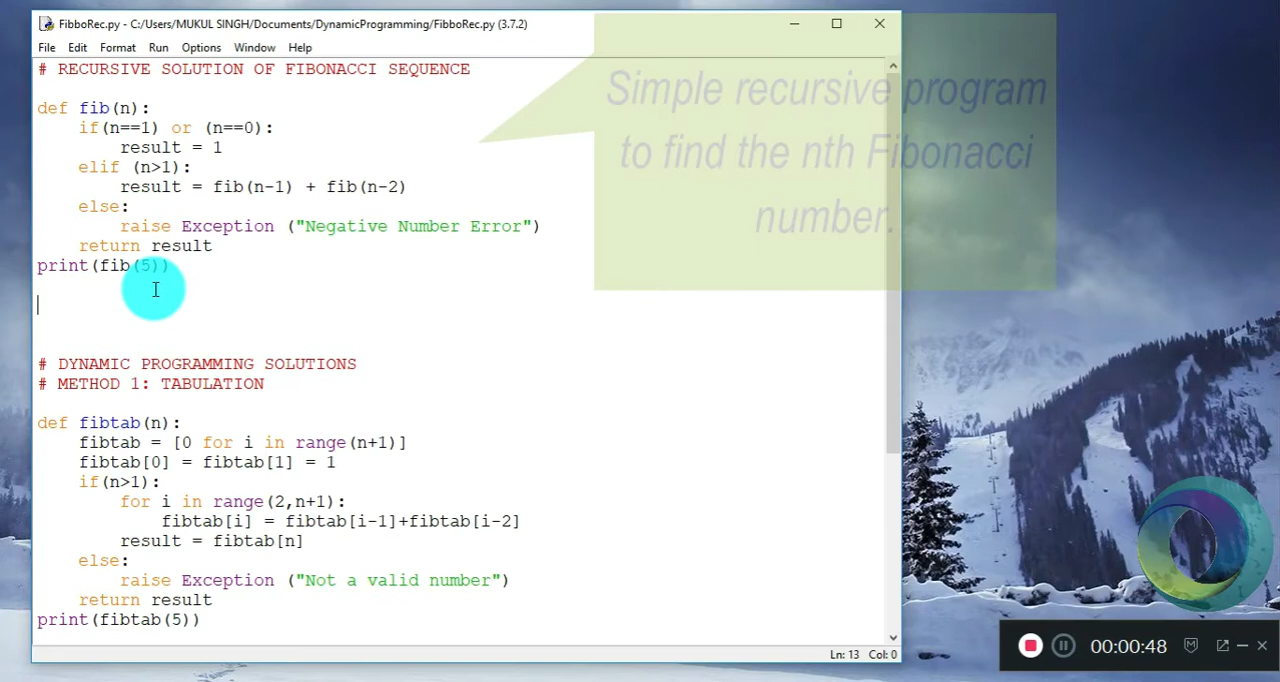 FibboRec.py - C:/Users/MUKUL SINGH/Documents/DynamicProgramming/FibboRec.py (3.7.2)
File Edit Format Run Options Window Help
# RECURSIVE SOLUTION OF FIBONACCI SEQUENCE
def fib(n):
    if(n==1) or (n==0):
        result = 1
    elif (n>1):
        result = fib(n-1) + fib(n-2)
    else:
        raise Exception ("Negative Number Error")
    return result
print(fib(5))
Simple recursive program
to find the nth Fibonacci
number.
# DYNAMIC PROGRAMMING SOLUTIONS
# METHOD 1: TABULATION
def fibtab(n):
    fibtab = [0 for i in range(n+1)]
    fibtab[0] = fibtab[1] = 1
    if(n>1):
        for i in range(2,n+1):
            fibtab[i] = fibtab[i-1]+fibtab[i-2]
        result = fibtab[n]
    else:
        raise Exception ("Not a valid number")
    return result
print(fibtab(5))
Ln: 13 Col: 0
00:00:48